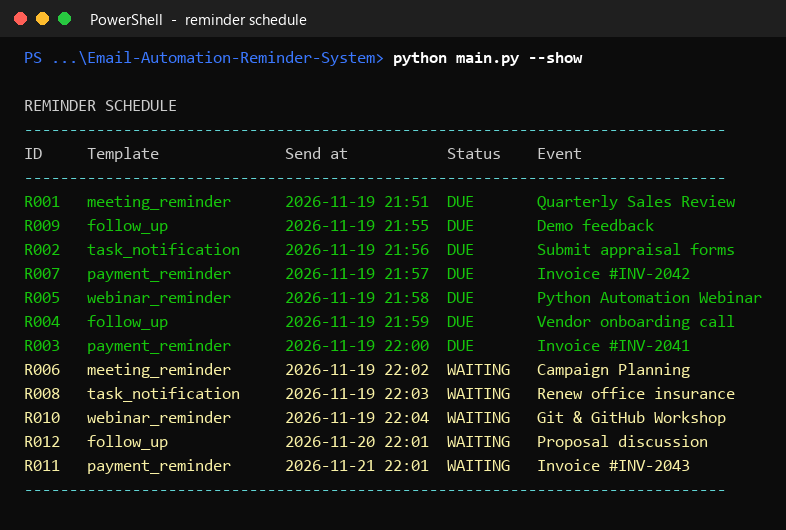 PowerShell - reminder schedule
PS ...\Email-Automation-Reminder-System> python main.py --show
REMINDER SCHEDULE
------------------------------------------------------------------------------
ID     Template              Send at           Status    Event
------------------------------------------------------------------------------
R001   meeting_reminder      2026-11-19 21:51  DUE       Quarterly Sales Review
R009   follow_up             2026-11-19 21:55  DUE       Demo feedback
R002   task_notification     2026-11-19 21:56  DUE       Submit appraisal forms
R007   payment_reminder      2026-11-19 21:57  DUE       Invoice #INV-2042
R005   webinar_reminder      2026-11-19 21:58  DUE       Python Automation Webinar
R004   follow_up             2026-11-19 21:59  DUE       Vendor onboarding call
R003   payment_reminder      2026-11-19 22:00  DUE       Invoice #INV-2041
R006   meeting_reminder      2026-11-19 22:02  WAITING   Campaign Planning
R008   task_notification     2026-11-19 22:03  WAITING   Renew office insurance
R010   webinar_reminder      2026-11-19 22:04  WAITING   Git & GitHub Workshop
R012   follow_up             2026-11-20 22:01  WAITING   Proposal discussion
R011   payment_reminder      2026-11-21 22:01  WAITING   Invoice #INV-2043
------------------------------------------------------------------------------